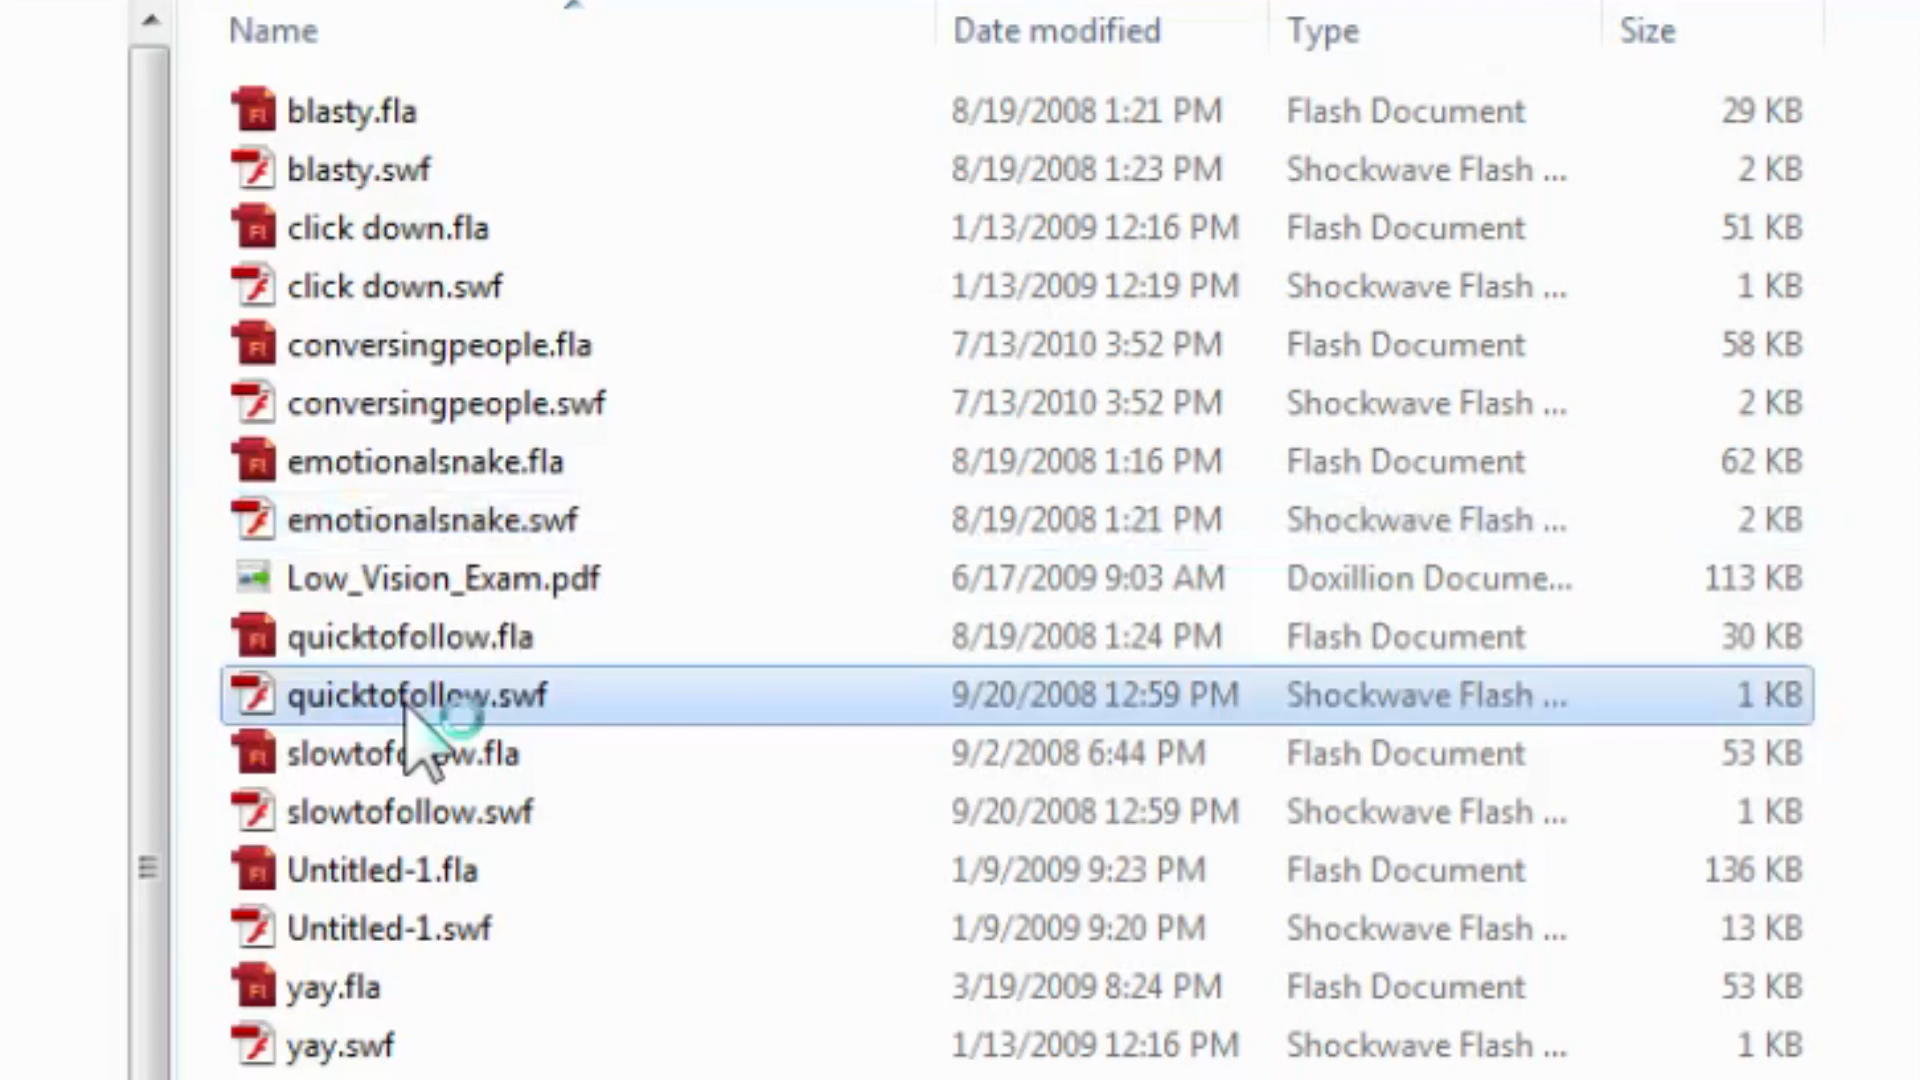 Name Date modified Type Size
blasty.fla 8/19/2008 1:21 PM Flash Document 29 KB
blasty.swf 8/19/2008 1:23 PM Shockwave Flash ... 2 KB
click down.fla 1/13/2009 12:16 PM Flash Document 51 KB
click down.swf 1/13/2009 12:19 PM Shockwave Flash ... 1 KB
conversingpeople.fla 7/13/2010 3:52 PM Flash Document 58 KB
conversingpeople.swf 7/13/2010 3:52 PM Shockwave Flash ... 2 KB
emotionalsnake.fla 8/19/2008 1:16 PM Flash Document 62 KB
emotionalsnake.swf 8/19/2008 1:21 PM Shockwave Flash ... 2 KB
Low_Vision_Exam.pdf 6/17/2009 9:03 AM Doxillion Docume... 113 KB
quicktofollow.fla 8/19/2008 1:24 PM Flash Document 30 KB
quicktofollow.swf 9/20/2008 12:59 PM Shockwave Flash ... 1 KB
slowtofollow.fla 9/2/2008 6:44 PM Flash Document 53 KB
slowtofollow.swf 9/20/2008 12:59 PM Shockwave Flash ... 1 KB
Untitled-1.fla 1/9/2009 9:23 PM Flash Document 136 KB
Untitled-1.swf 1/9/2009 9:20 PM Shockwave Flash ... 13 KB
yay.fla 3/19/2009 8:24 PM Flash Document 53 KB
yay.swf 1/13/2009 12:16 PM Shockwave Flash ... 1 KB